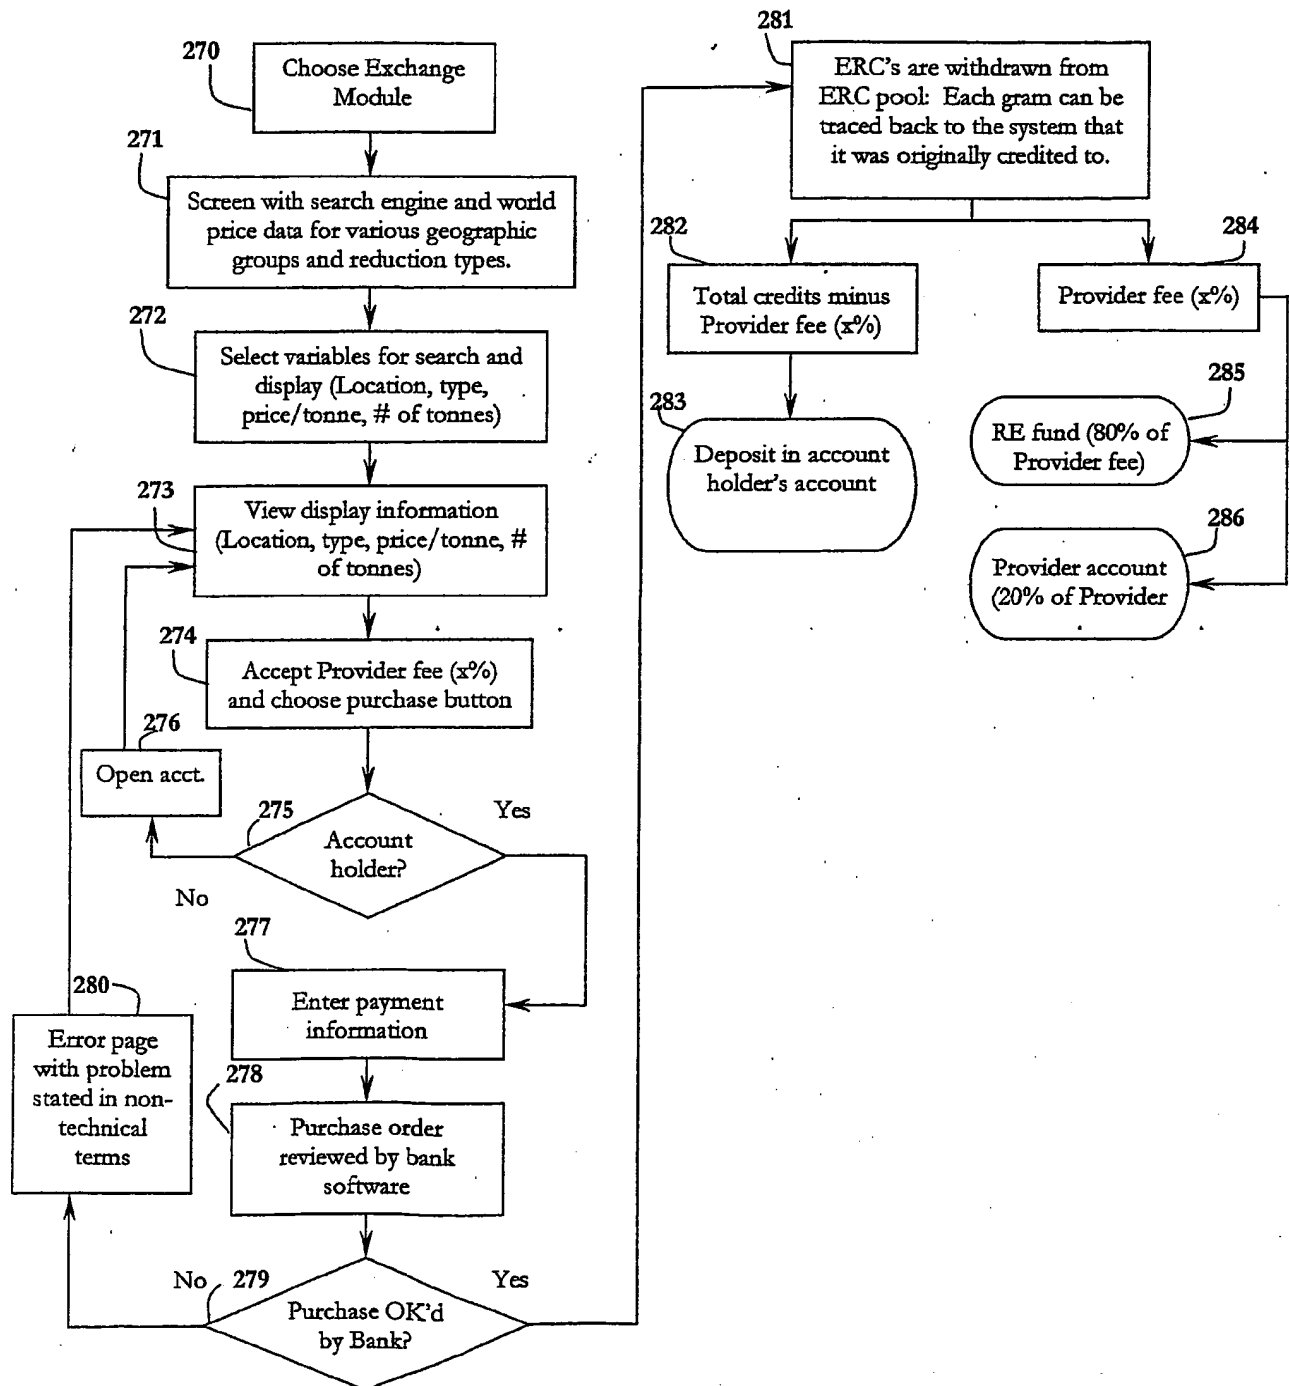 270
Choose Exchange
Module
271
Screen with search engine and world
price data for various geographic
groups and reduction types.
272
Select variables for search and
display (Location, type,
price/tonne, # of tonnes)
273
View display information
(Location, type, price/tonne, #
of tonnes)
274
Accept Provider fee (x%)
and choose purchase button
276
Open acct.
275
Account
holder?
Yes
No
277
Enter payment
information
280
Error page
with problem
stated in non-
technical
terms
278
Purchase order
reviewed by bank
software
No
279
Purchase OK'd
by Bank?
Yes
281
ERC's are withdrawn from
ERC pool: Each gram can be
traced back to the system that
it was originally credited to.
282
Total credits minus
Provider fee (x%)
283
Deposit in account
holder's account
284
Provider fee (x%)
285
RE fund (80% of
Provider fee)
286
Provider account
(20% of Provider